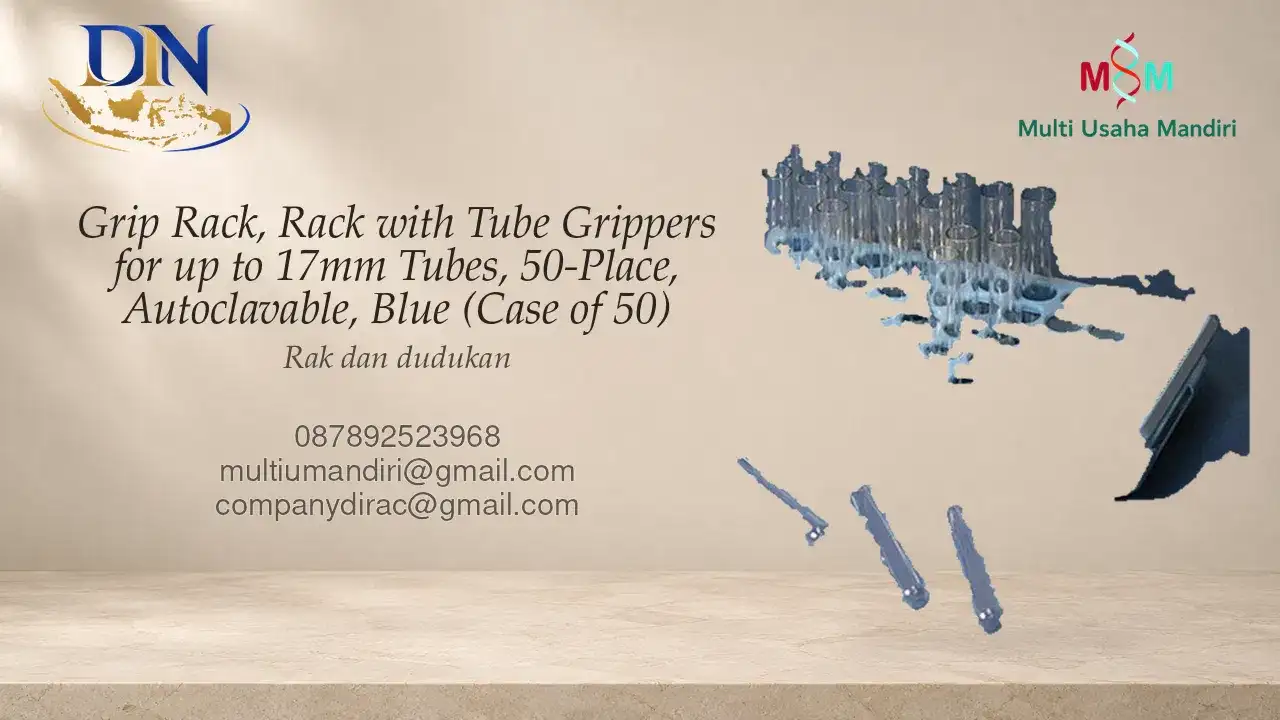 DN
M M
Multi Usaha Mandiri
Grip Rack, Rack with Tube Grippers
for up to 17mm Tubes, 50-Place,
Autoclavable, Blue (Case of 50)
Rak dan dudukan
087892523968
multiumandiri@gmail.com
companydirac@gmail.com